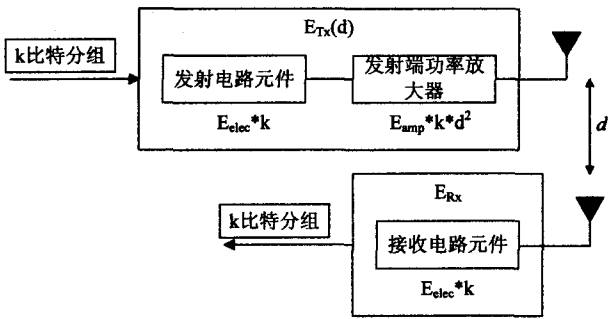 E_Tx(d)
k比特分组
发射电路元件
发射端功率放
大器
E_elec*k
E_amp*k*d²
d
E_Rx
k比特分组
接收电路元件
E_elec*k